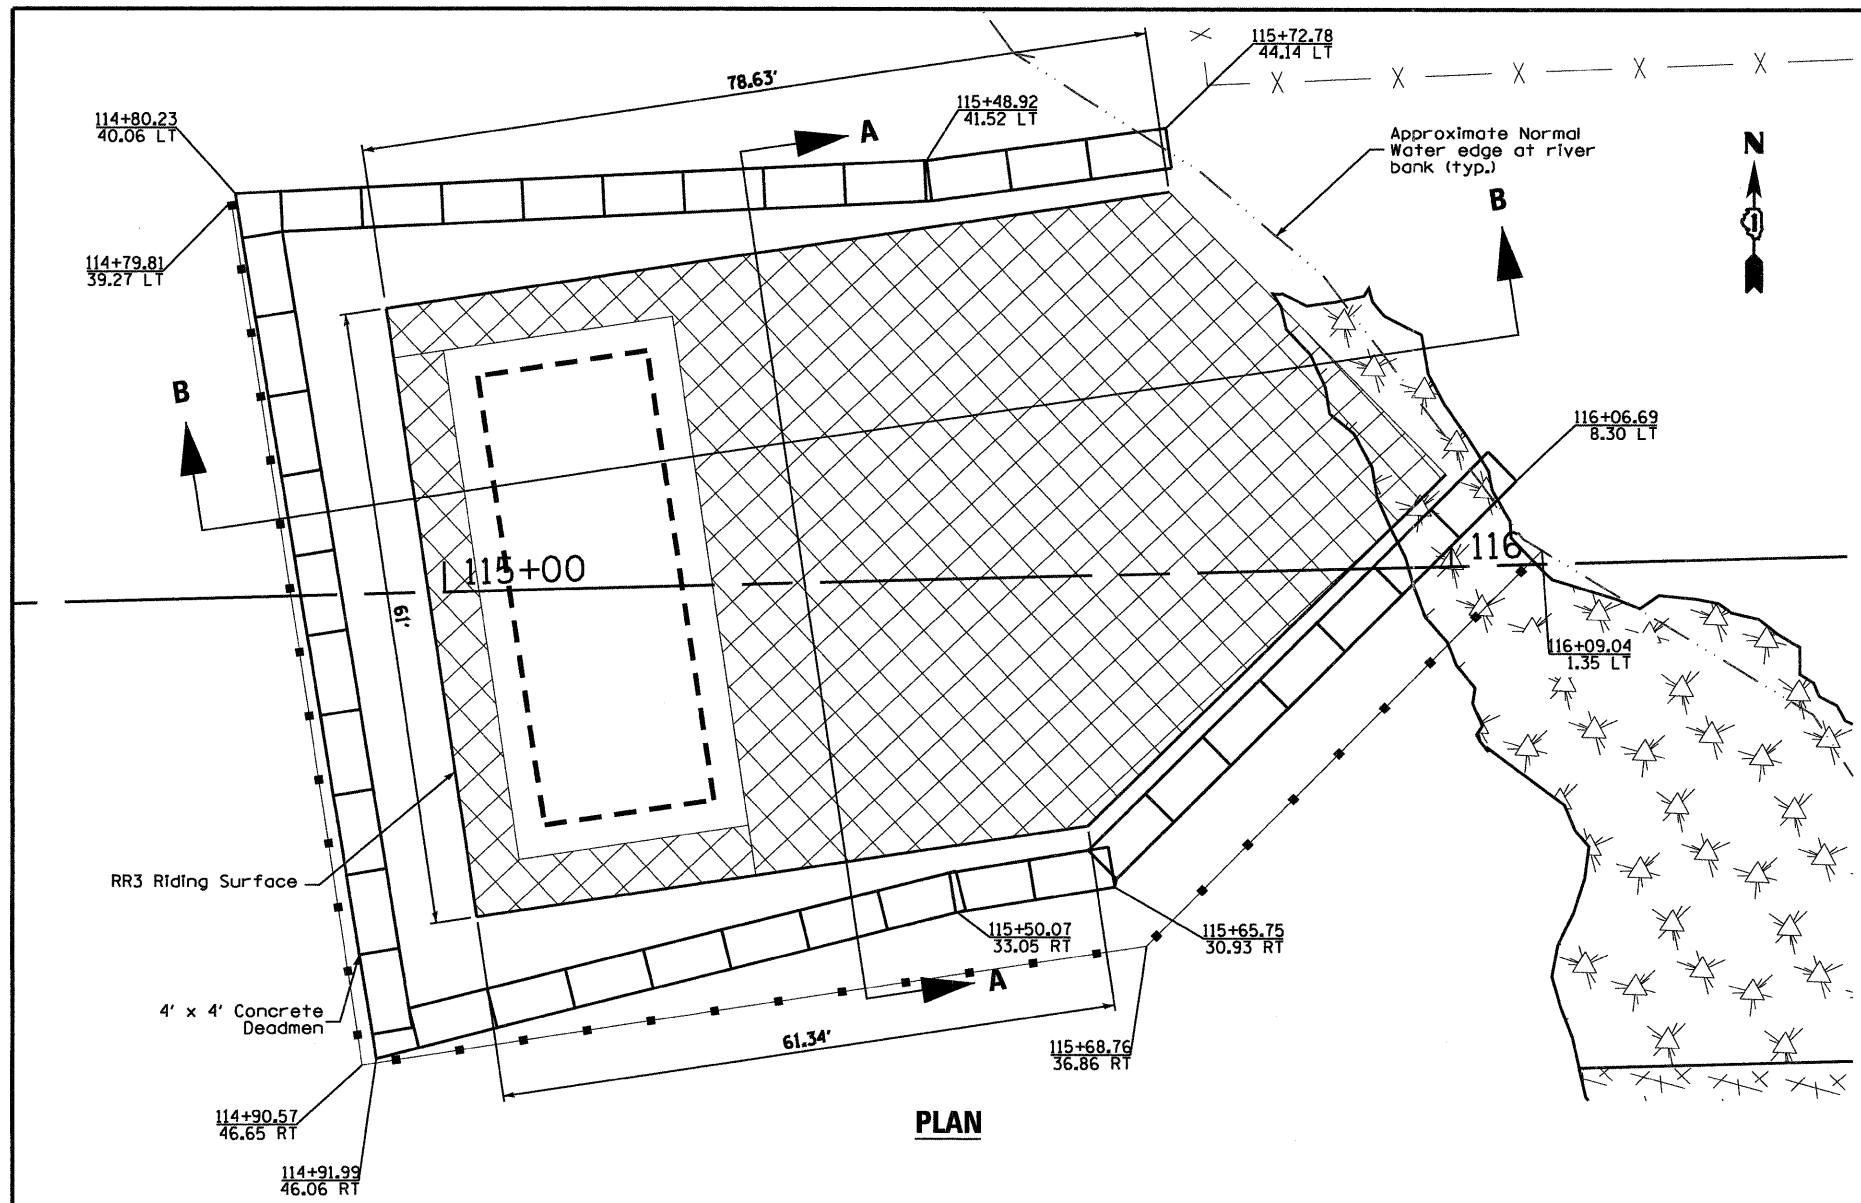 78.63'
115+72.78
44.14 LT
115+48.92
41.52 LT
114+80.23
40.06 LT
A
Approximate Normal
Water edge at river
bank (typ.)
N
B
114+79.81
39.27 LT
B
116+06.69
8.30 LT
115+00
116
61'
116+09.04
1.35 LT
RR3 Riding Surface
115+50.07
33.05 RT
115+65.75
30.93 RT
A
4' x 4' Concrete
Deadmen
61.34'
115+68.76
36.86 RT
114+90.57
46.65 RT
PLAN
114+91.99
46.06 RT